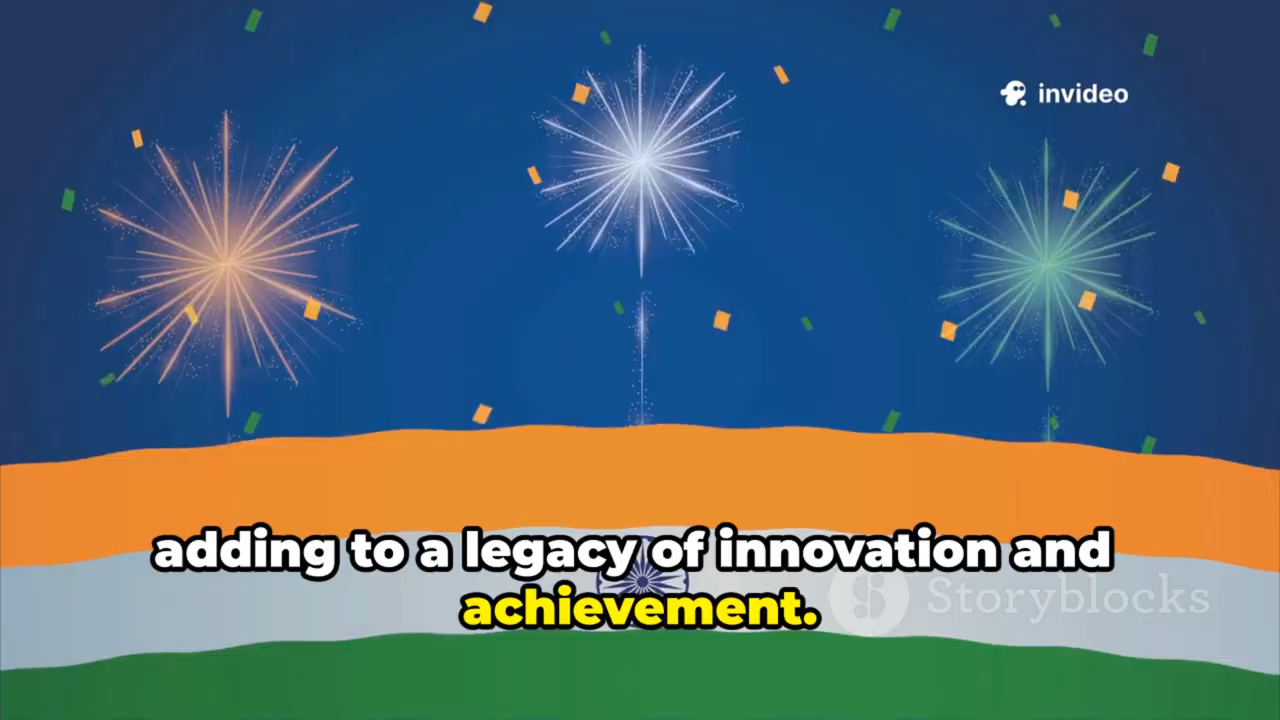 invideo
adding to a legacy of innovation and
achievement.
Storyblocks